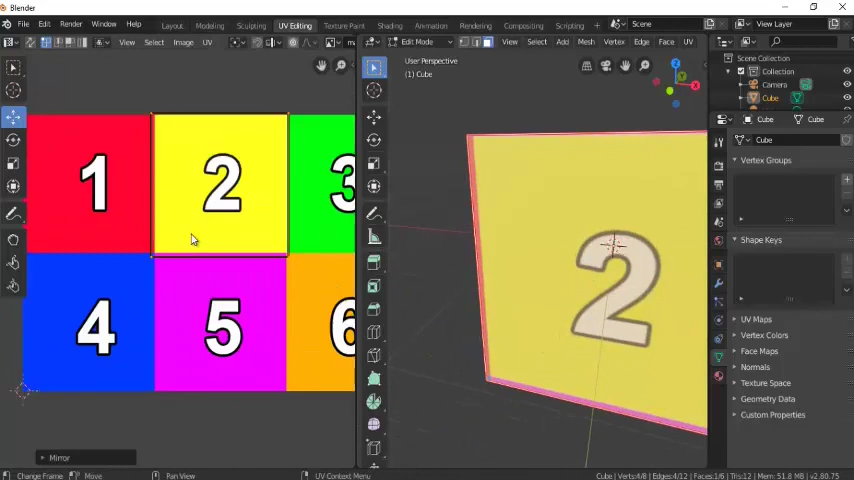 Blender
File Edit Render Window Help Layout Modeling Sculpting UV Editing Texture Paint Shading Animation Rendering Compositing Scripting + Scene View Layer
View Select Image UV Edit Mode View Select Add Mesh Vertex Edge Face UV
Scene Collection
Collection
Camera
Cube
User Perspective
(1) Cube
X
Y
Z
Cube Cube
Cube
Vertex Groups
Shape Keys
UV Maps
Vertex Colors
Face Maps
Normals
Texture Space
Geometry Data
Custom Properties
1 2 3
4 5 6
2
Mirror
Change Frame Move Pan View UV Context Menu Cube | Verts:4/8 | Edges:4/12 | Faces:1/6 | Tris:12 | Mem: 51.8 MB | v2.80.75